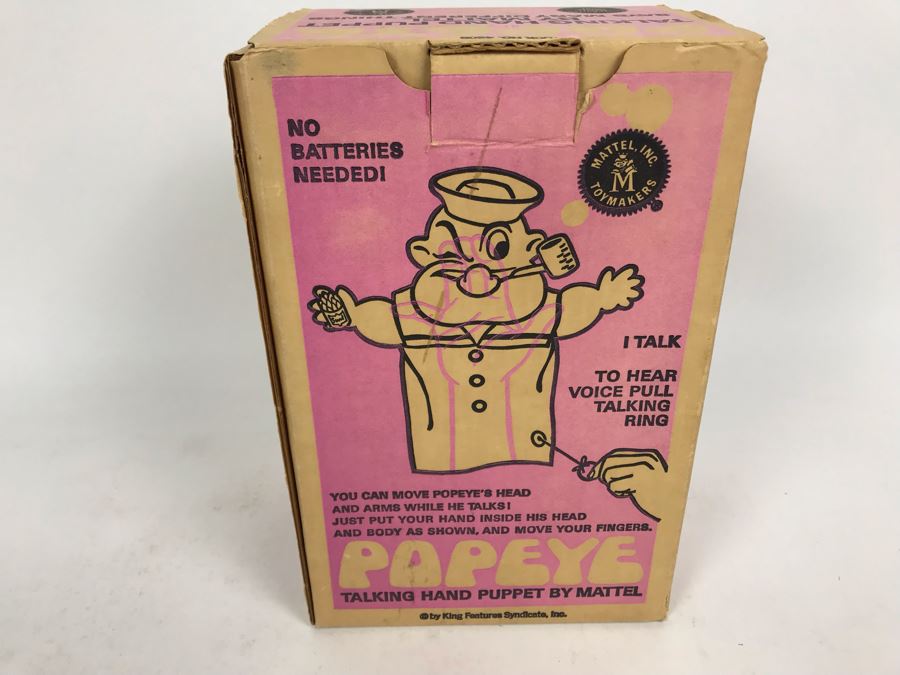 TALKING PUPPET
NO
BATTERIES
NEEDED!
MATTEL, INC.
M
TOYMAKERS
I TALK
TO HEAR
VOICE PULL
TALKING
RING
YOU CAN MOVE POPEYE'S HEAD
AND ARMS WHILE HE TALKS!
JUST PUT YOUR HAND INSIDE HIS HEAD
AND BODY AS SHOWN, AND MOVE YOUR FINGERS.
POPEYE
TALKING HAND PUPPET BY MATTEL
© by King Features Syndicate, Inc.